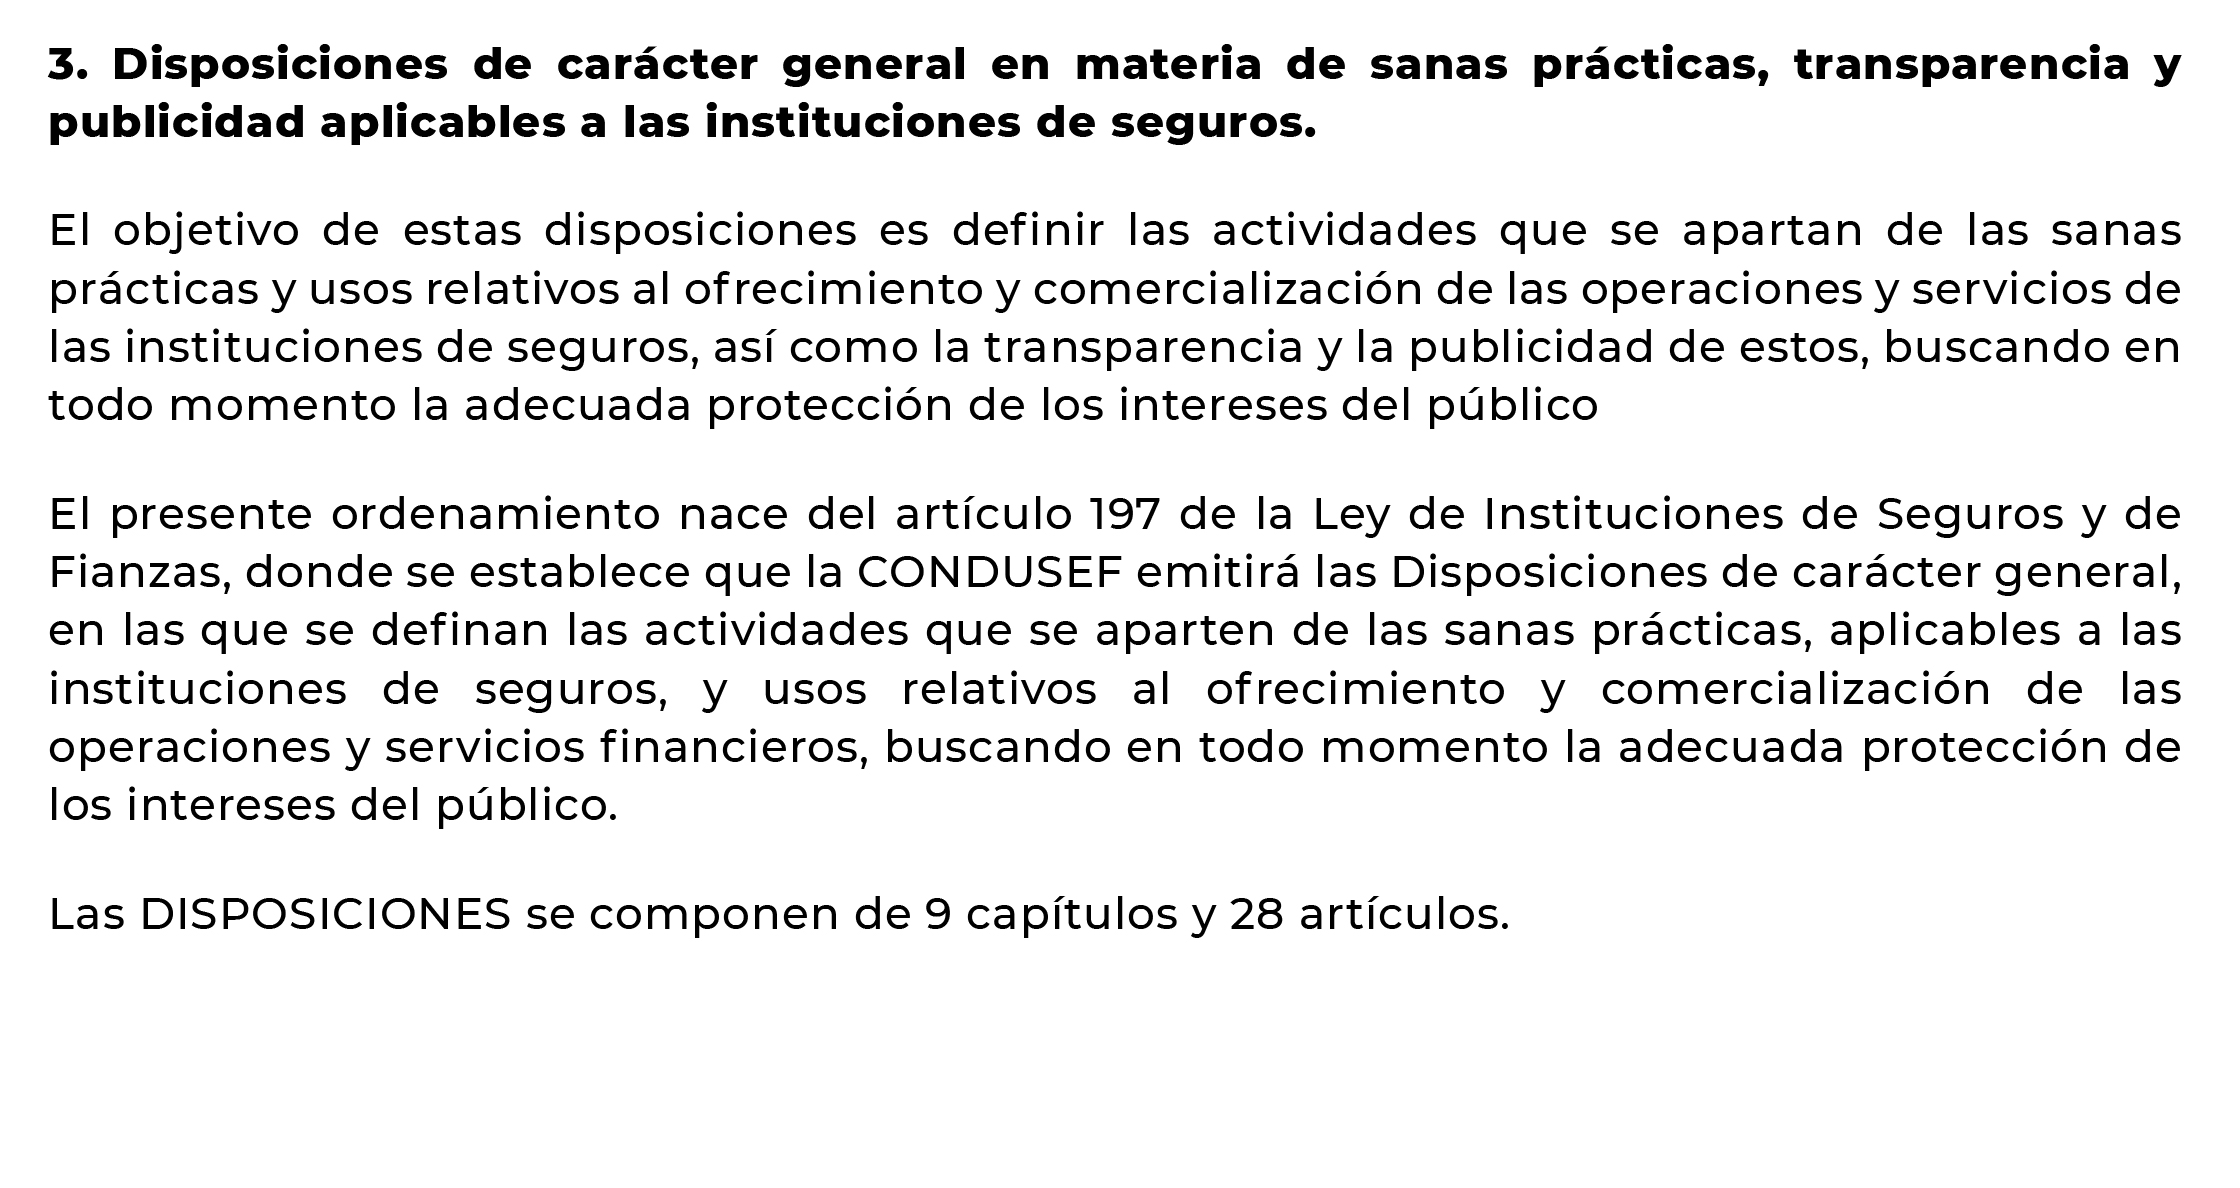 3. Disposiciones de carácter general en materia de sanas prácticas, transparencia y
publicidad aplicables a las instituciones de seguros.
El objetivo de estas disposiciones es definir las actividades que se apartan de las sanas
prácticas y usos relativos al ofrecimiento y comercialización de las operaciones y servicios de
las instituciones de seguros, así como la transparencia y la publicidad de estos, buscando en
todo momento la adecuada protección de los intereses del público
El presente ordenamiento nace del artículo 197 de la Ley de Instituciones de Seguros y de
Fianzas, donde se establece que la CONDUSEF emitirá las Disposiciones de carácter general,
en las que se definan las actividades que se aparten de las sanas prácticas, aplicables a las
instituciones de seguros, y usos relativos al ofrecimiento y comercialización de las
operaciones y servicios financieros, buscando en todo momento la adecuada protección de
los intereses del público.
Las DISPOSICIONES se componen de 9 capítulos y 28 artículos.